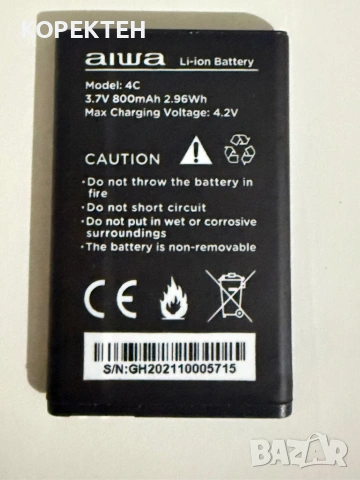 КОРЕКТЕН
aiwa Li-ion Battery
Model: 4C
3.7V 800mAh 2.96Wh
Max Charging Voltage: 4.2V
CAUTION
•Do not throw the battery in
fire
•Do not short circuit
•Do not put in wet or corrosive
surroundings
•The battery is non-removable
CE
S/N:GH202110005715
BAZAR